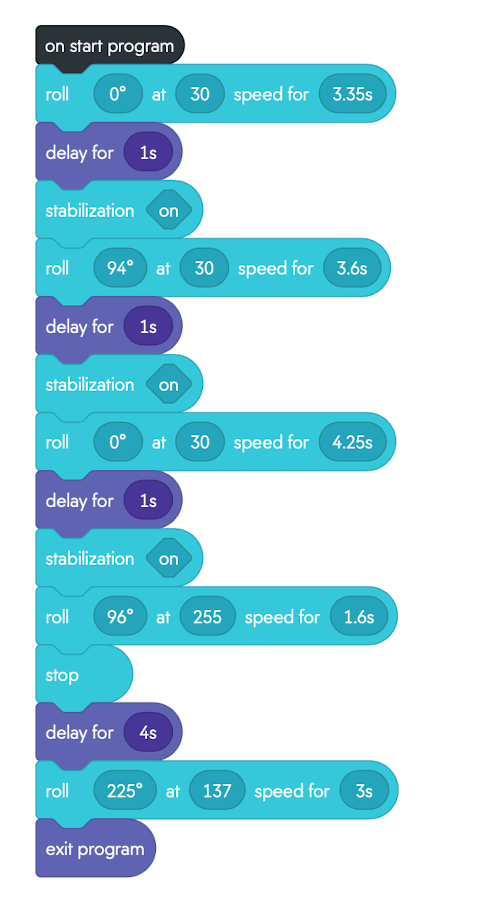 on start program
roll 0° at 30 speed for 3.35s
delay for 1s
stabilization on
roll 94° at 30 speed for 3.6s
delay for 1s
stabilization on
roll 0° at 30 speed for 4.25s
delay for 1s
stabilization on
roll 96° at 255 speed for 1.6s
stop
delay for 4s
roll 225° at 137 speed for 3s
exit program